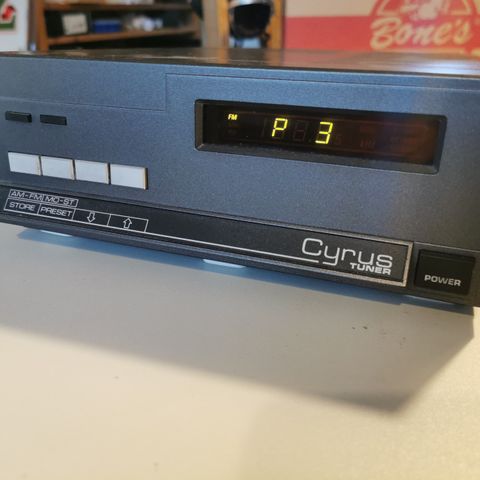 Bone's
FM
P 3
AM-FM MO-ST
STORE PRESET
Cyrus
TUNER
POWER